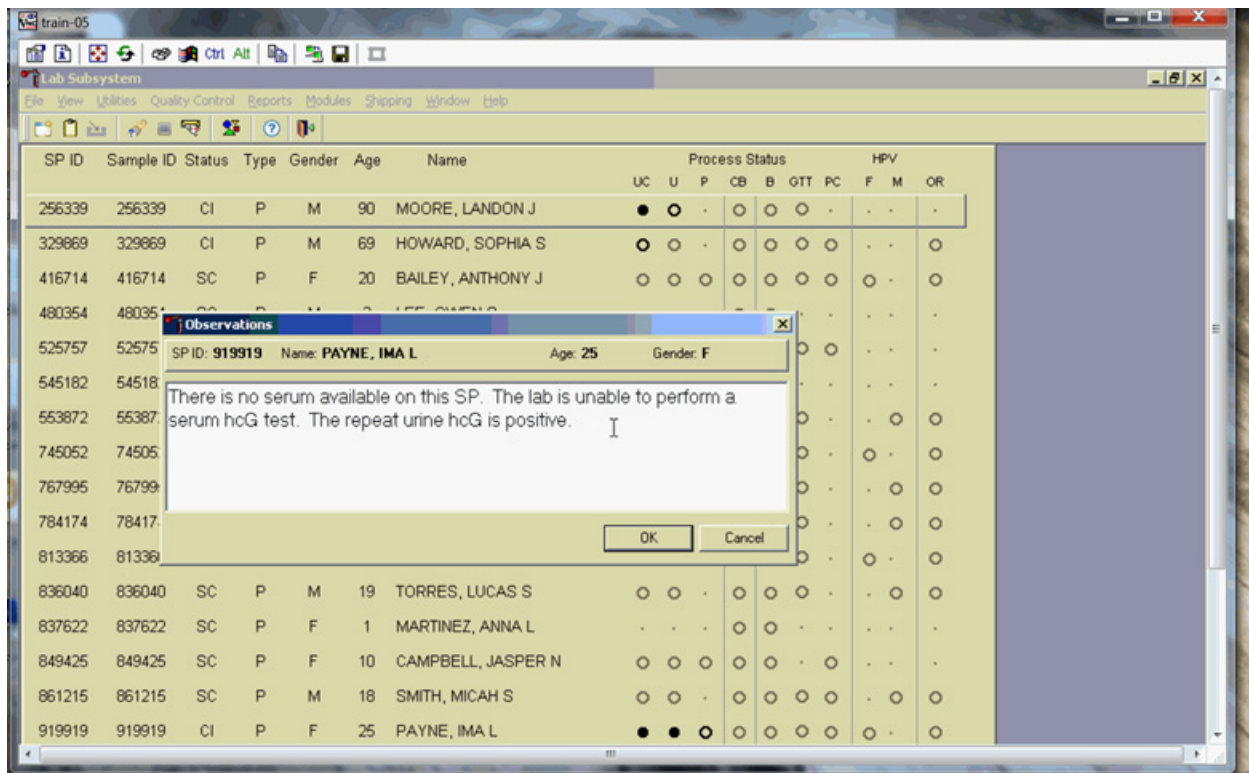 train-05
Ctrl Alt
Lab Subsystem
File View Utilities Quality Control Reports Modules Shipping Window Help
SP ID Sample ID Status Type Gender Age Name Process Status HPV
UC U P CB B GTT PC F M OR
256339 256339 CI P M 90 MOORE, LANDON J
329869 329869 CI P M 69 HOWARD, SOPHIA S
416714 416714 SC P F 20 BAILEY, ANTHONY J
480354
525757
545182
553872
745052
767995
784174
813366
Observations
SP ID: 919919 Name: PAYNE, IMA L Age: 25 Gender: F
There is no serum available on this SP. The lab is unable to perform a
serum hcG test. The repeat urine hcG is positive.
OK Cancel
836040 836040 SC P M 19 TORRES, LUCAS S
837622 837622 SC P F 1 MARTINEZ, ANNA L
849425 849425 SC P F 10 CAMPBELL, JASPER N
861215 861215 SC P M 18 SMITH, MICAH S
919919 919919 CI P F 25 PAYNE, IMA L